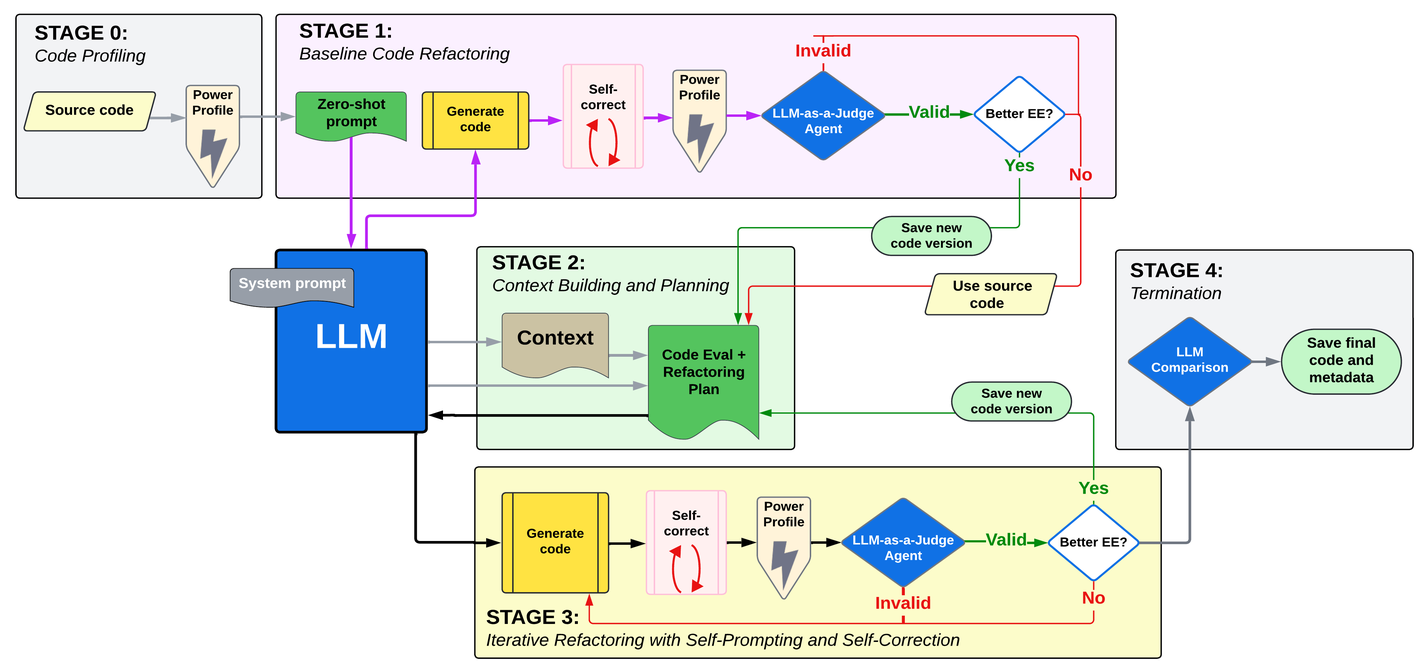 STAGE 0:
Code Profiling
Source code
Power
Profile
STAGE 1:
Baseline Code Refactoring
Zero-shot
prompt
Generate
code
Self-
correct
Power
Profile
Invalid
LLM-as-a-Judge
Agent
Valid
Better EE?
Yes
No
Save new
code version
Use source
code
System prompt
LLM
STAGE 2:
Context Building and Planning
Context
Code Eval +
Refactoring
Plan
Save new
code version
STAGE 4:
Termination
LLM
Comparison
Save final
code and
metadata
Generate
code
Self-
correct
Power
Profile
LLM-as-a-Judge
Agent
Valid
Better EE?
Yes
Invalid
No
STAGE 3:
Iterative Refactoring with Self-Prompting and Self-Correction